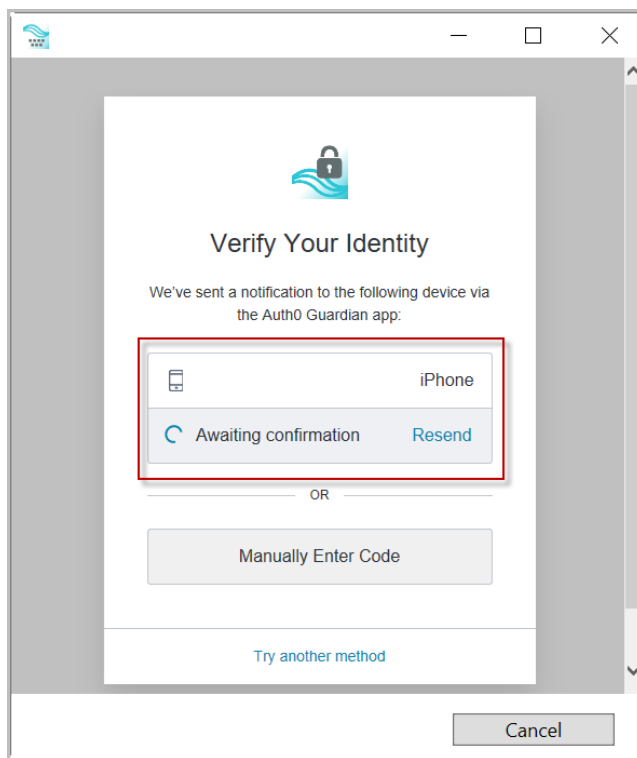 Verify Your Identity
We've sent a notification to the following device via
the Auth0 Guardian app:
iPhone
Awaiting confirmation Resend
OR
Manually Enter Code
Try another method
Cancel